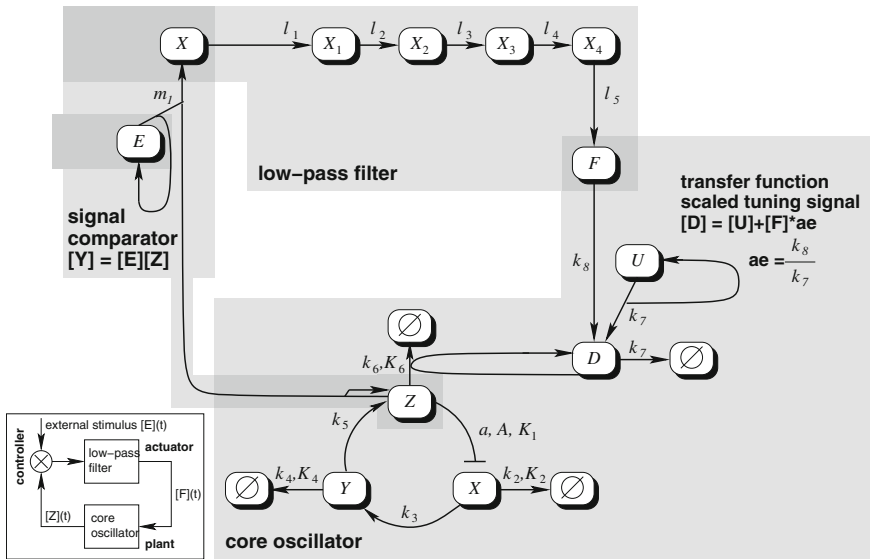 X
l1
X1
l2
X2
l3
X3
l4
X4
m1
E
l5
low-pass filter
F
signal
comparator
[Y] = [E][Z]
transfer function
scaled tuning signal
[D] = [U]+[F]*ae
ae = k8
k7
k8
U
k7
∅
D
k7
∅
k6,K6
Z
k5
a, A, K1
∅
k4,K4
Y
k3
X
k2,K2
∅
core oscillator
external stimulus [E](t)
controller
low-pass
filter
actuator
[F](t)
[Z](t)
core
oscillator
plant